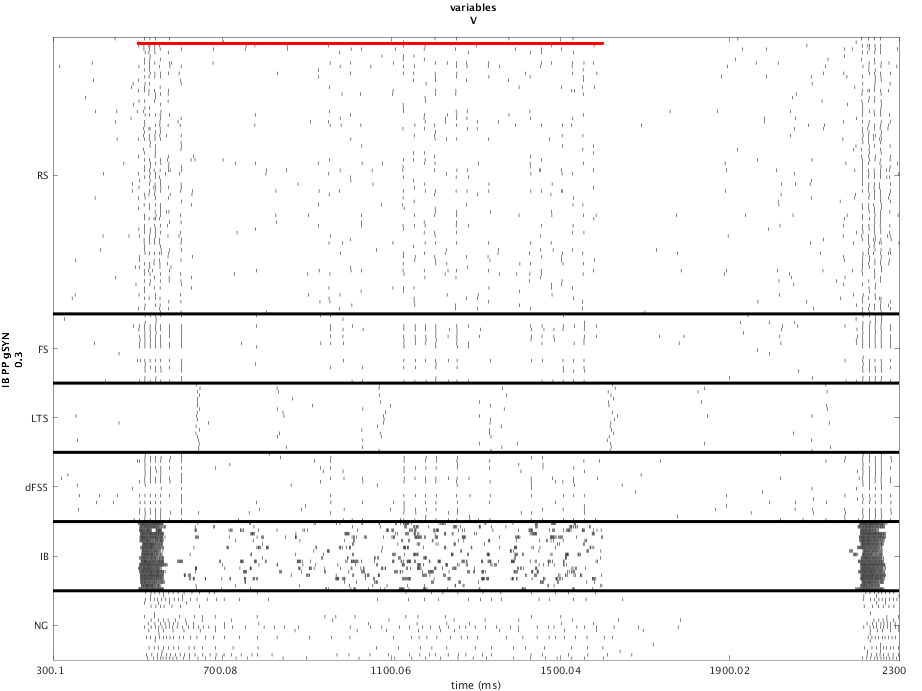 variables
V
RS
FS
LTS
dFS5
IB
NG
IB PP gSYN
0.3
300.1
700.08
1100.06
1500.04
1900.02
2300
time (ms)